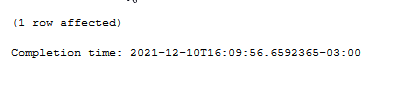 (1 row affected)
Completion time: 2021-12-10T16:09:56.6592365-03:00